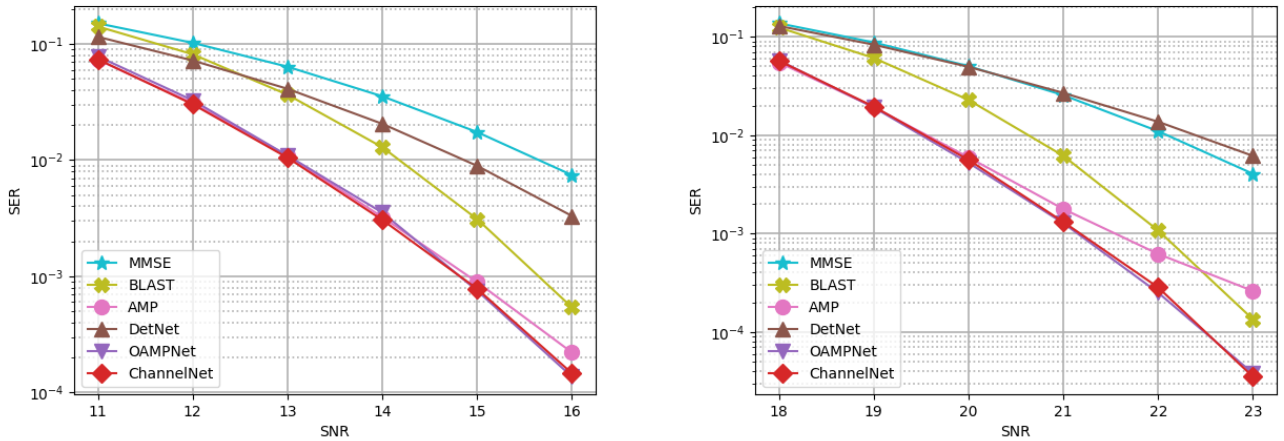 10⁻¹
10⁻²
10⁻³
10⁻⁴
SER
MMSE
BLAST
AMP
DetNet
OAMPNet
ChannelNet
11 12 13 14 15 16
SNR
10⁻¹
10⁻²
10⁻³
10⁻⁴
SER
MMSE
BLAST
AMP
DetNet
OAMPNet
ChannelNet
18 19 20 21 22 23
SNR